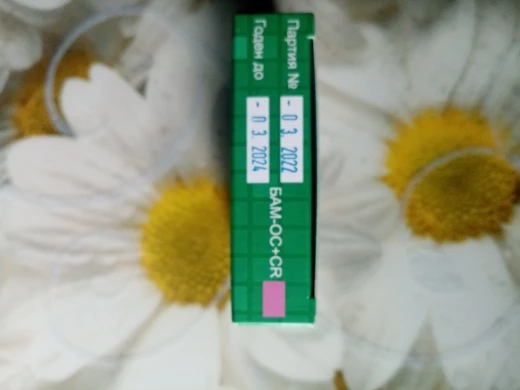 Партия № - 0 3. 2022
Годен до - 0 3. 2024
БАМ-ОС+CR